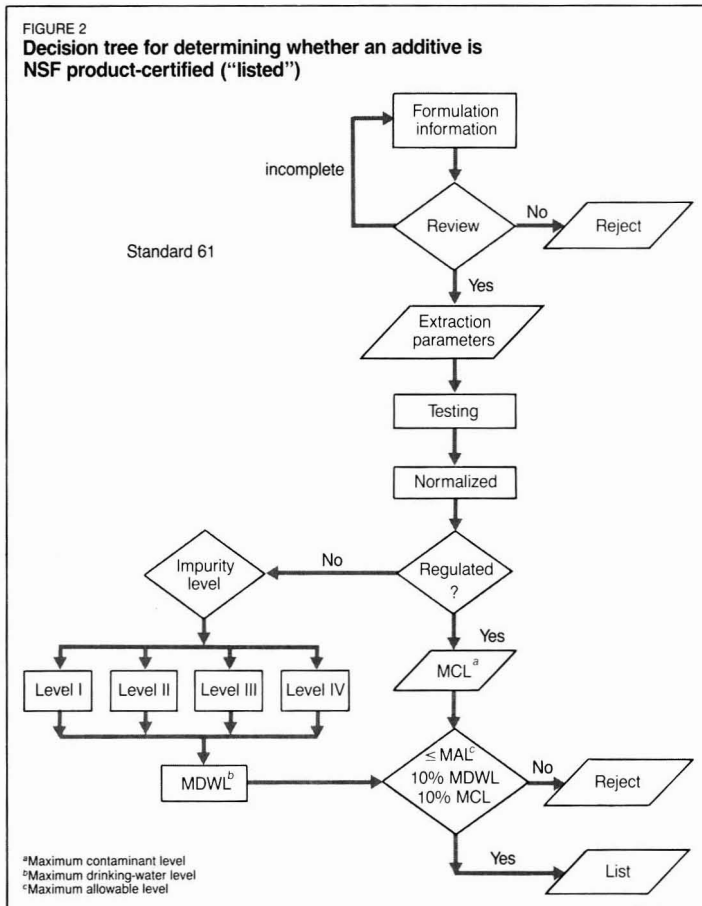 FIGURE 2
Decision tree for determining whether an additive is
NSF product-certified ("listed")
Formulation
information
incomplete
Review
No
Reject
Standard 61
Yes
Extraction
parameters
Testing
Normalized
Impurity
level
No
Regulated
?
Yes
Level I
Level II
Level III
Level IV
MCLᵃ
MDWLᵇ
≤ MALᶜ
10% MDWL
10% MCL
No
Reject
Yes
List
ᵃMaximum contaminant level
ᵇMaximum drinking-water level
ᶜMaximum allowable level